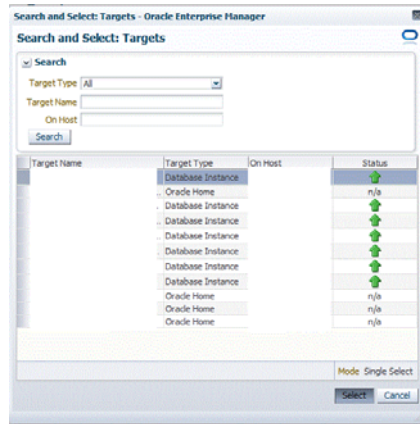 Search and Select: Targets - Oracle Enterprise Manager
Search and Select: Targets
Search
Target Type All
Target Name
On Host
Search
Target Name Target Type On Host Status
Database Instance
.. Oracle Home n/a
. Database Instance
.. Database Instance
.. Database Instance
.. Database Instance
Database Instance
Database Instance
Oracle Home n/a
Oracle Home n/a
Oracle Home n/a
Mode Single Select
Select Cancel